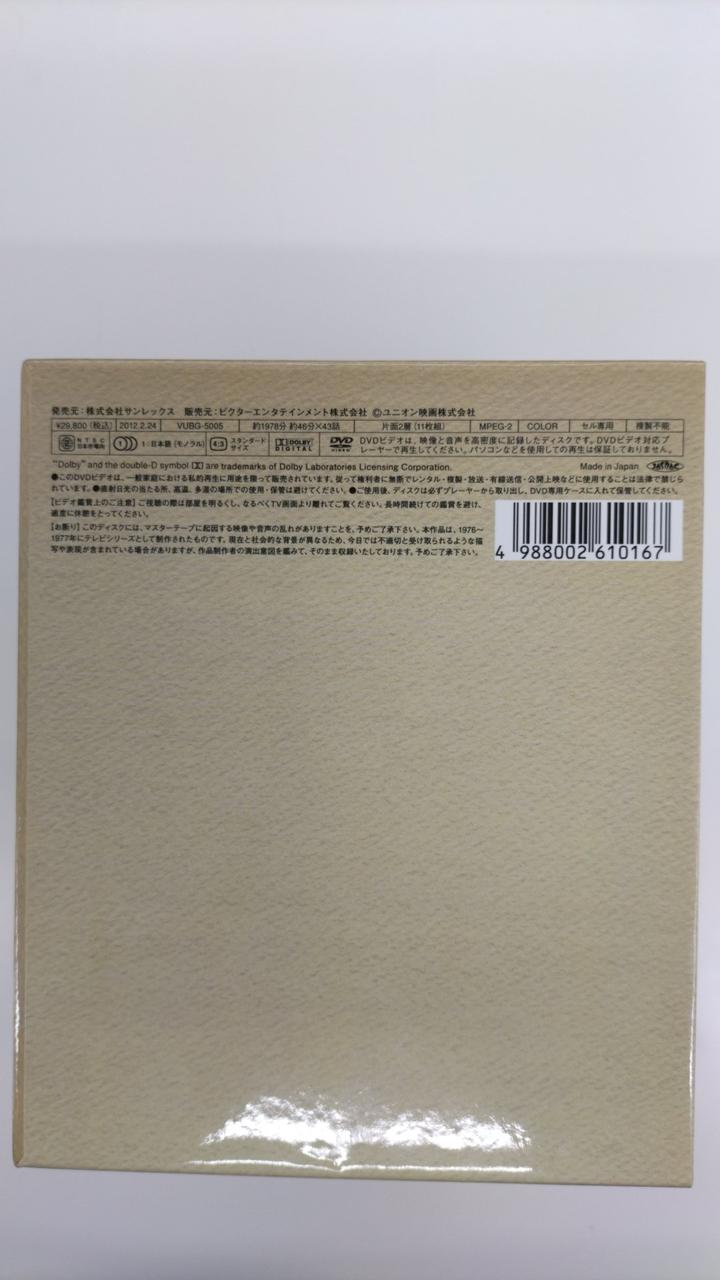 発売元：株式会社サンレックス　販売元：ビクターエンタテインメント株式会社　©ユニオン映画株式会社
¥29,800（税込） 2012.2.24 VUBG-5005 約1978分 約46分×43話 片面2層（11枚組） MPEG-2 COLOR セル専用 複製不能
NTSC 日本市場向 1：日本語（モノラル） 4:3 スタンダードサイズ DOLBY DIGITAL DVD VIDEO DVDビデオは、映像と音声を高密度に記録したディスクです。DVDビデオ対応プ
レーヤーで再生してください。パソコンなどを使用しての再生は保証しておりません。
"Dolby" and the double-D symbol are trademarks of Dolby Laboratories Licensing Corporation. Made in Japan
●このDVDビデオは、一般家庭における私的再生に用途を限って販売されています。従って権利者に無断でレンタル・複製・放送・有線送信・公開上映などに使用することは法律で禁じら
れています。●直射日光の当たる所、高温、多湿の場所での使用・保管は避けてください。●ご使用後、ディスクは必ずプレーヤーから取り出し、DVD専用ケースに入れて保管してください。
【ビデオ鑑賞上のご注意】ご視聴の際は部屋を明るくし、なるべくTV画面より離れてご覧ください。長時間続けての鑑賞を避け、
適度に休憩をとってください。
【お断り】このディスクには、マスターテープに起因する映像や音声の乱れがありますことを、予めご了承下さい。本作品は、1976～
1977年にテレビシリーズとして制作されたものです。現在と社会的な背景が異なるため、今日では不適切と受け取られるような描
写や表現が含まれている場合がありますが、作品制作者の演出意図を鑑みて、そのまま収録いたしております。予めご了承下さい。
4 988002 610167